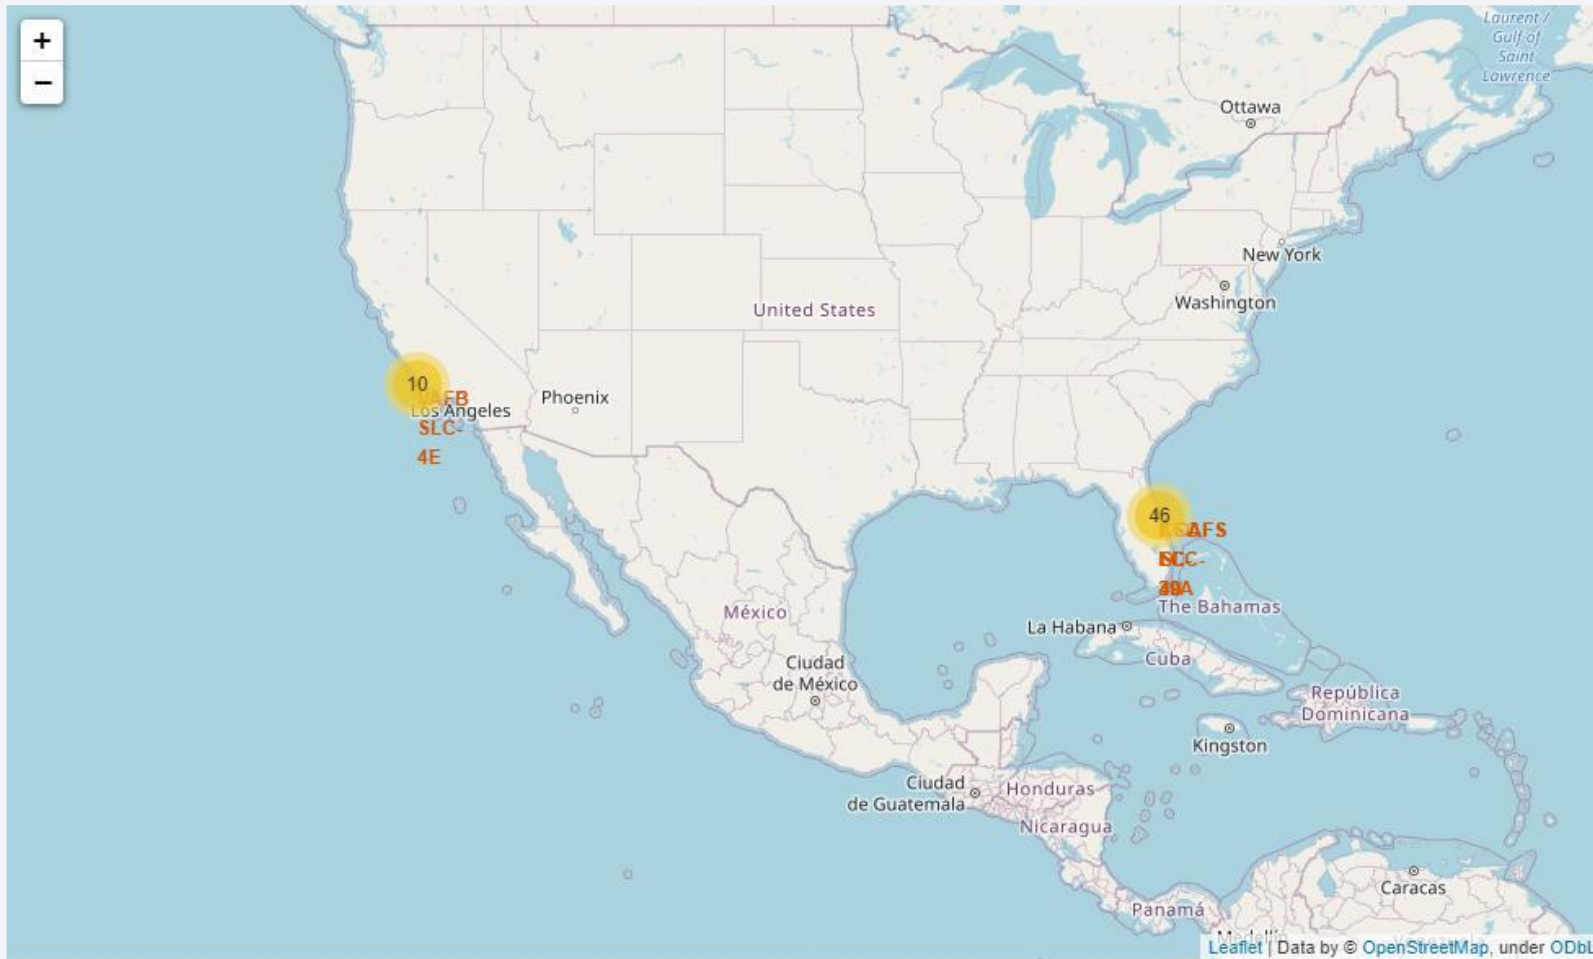 +
−
Laurent /
Gulf of
Saint
Lawrence
Ottawa
New York
Washington
United States
10
VAFB
Los Angeles
SLC-
4E
Phoenix
46
The Bahamas
La Habana
Cuba
México
Ciudad
de México
República
Dominicana
Kingston
Ciudad
de Guatemala
Honduras
Nicaragua
Caracas
Panamá
Leaflet | Data by © OpenStreetMap, under ODbL